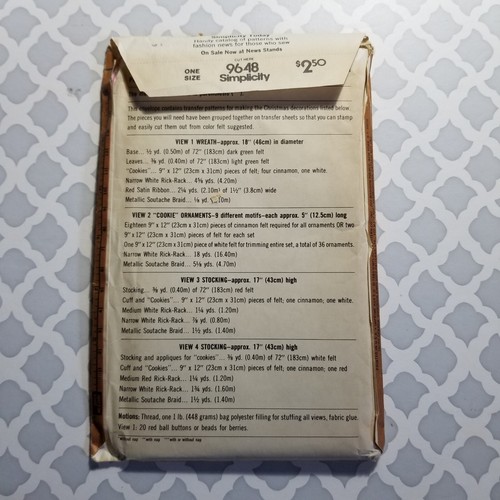 Simplicity Today
Handy catalog of patterns with
fashion news for those who sew
On Sale Now at News Stands
CUT HERE
ONE SIZE 9648 Simplicity $2.50
This envelope contains transfer patterns for making the Christmas decorations listed below.
The pieces you will need have been grouped together on transfer sheets so that you can stamp
and easily cut them out from color felt suggested.
VIEW 1 WREATH—approx. 18" (46cm) in diameter
Base... ½ yd. (0.50m) of 72" (183cm) dark green felt
Leaves... ⅜ yd. (0.40m) of 72" (183cm) light green felt
"Cookies"... 9" x 12" (23cm x 31cm) pieces of felt; four cinnamon, one white.
Narrow White Rick-Rack... 4⅝ yds. (4.20m)
Red Satin Ribbon... 2¼ yds. (2.10m) of 1½" (3.8cm) wide
Metallic Soutache Braid... ⅛ yd. (0.10m)
VIEW 2 "COOKIE" ORNAMENTS—9 different motifs—each approx. 5" (12.5cm) long
Eighteen 9" x 12" (23cm x 31cm) pieces of cinnamon felt required for all ornaments OR two
9" x 12" (23cm x 31cm) pieces of felt for each set
One 9" x 12" (23cm x 31cm) piece of white felt for trimming entire set, a total of 36 ornaments.
Narrow White Rick-Rack... 18 yds. (16.40m)
Metallic Soutache Braid... 5⅛ yds. (4.70m)
VIEW 3 STOCKING—approx. 17" (43cm) high
Stocking... ⅜ yd. (0.40m) of 72" (183cm) red felt
Cuff and "Cookies"... 9" x 12" (23cm x 31cm) pieces of felt; one cinnamon, one white.
Medium White Rick-Rack... 1¼ yds. (1.20m)
Narrow White Rick-Rack... ⅞ yd. (0.80m)
Metallic Soutache Braid... 1½ yds. (1.40m)
VIEW 4 STOCKING—approx. 17" (43cm) high
Stocking and appliques for "cookies"... ⅜ yd. (0.40m) of 72" (183cm) white felt
Cuff and "Cookies"... 9" x 12" (23cm x 31cm) pieces of felt; one cinnamon, one red
Medium Red Rick-Rack... 1¼ yds. (1.20m)
Narrow White Rick-Rack... 1¾ yds. (1.60m)
Metallic Soutache Braid... 1½ yds. (1.40m)
Notions: Thread, one 1 lb. (448 grams) bag polyester filling for stuffing all views, fabric glue.
View 1: 20 red ball buttons or beads for berries.
*without nap **with nap ***with or without nap